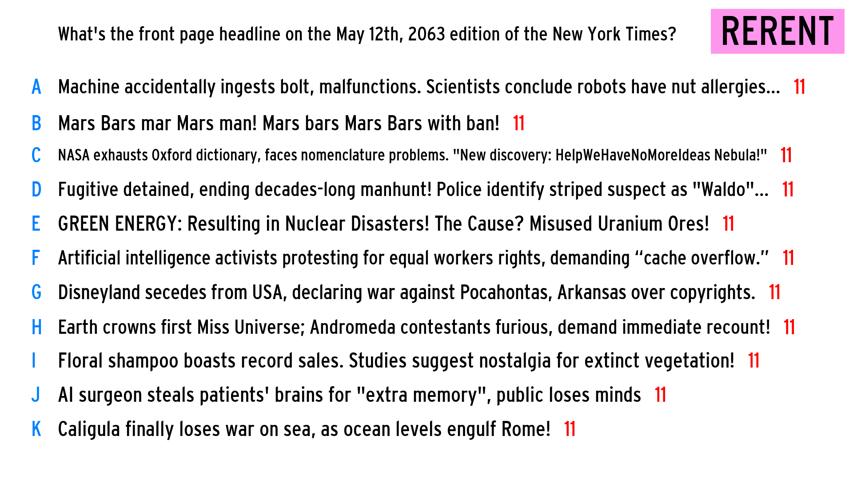 What's the front page headline on the May 12th, 2063 edition of the New York Times?
RERENT
A Machine accidentally ingests bolt, malfunctions. Scientists conclude robots have nut allergies... 11
B Mars Bars mar Mars man! Mars bars Mars Bars with ban! 11
C NASA exhausts Oxford dictionary, faces nomenclature problems. "New discovery: HelpWeHaveNoMoreIdeas Nebula!" 11
D Fugitive detained, ending decades-long manhunt! Police identify striped suspect as "Waldo"... 11
E GREEN ENERGY: Resulting in Nuclear Disasters! The Cause? Misused Uranium Ores! 11
F Artificial intelligence activists protesting for equal workers rights, demanding “cache overflow.” 11
G Disneyland secedes from USA, declaring war against Pocahontas, Arkansas over copyrights. 11
H Earth crowns first Miss Universe; Andromeda contestants furious, demand immediate recount! 11
I Floral shampoo boasts record sales. Studies suggest nostalgia for extinct vegetation! 11
J AI surgeon steals patients' brains for "extra memory", public loses minds 11
K Caligula finally loses war on sea, as ocean levels engulf Rome! 11